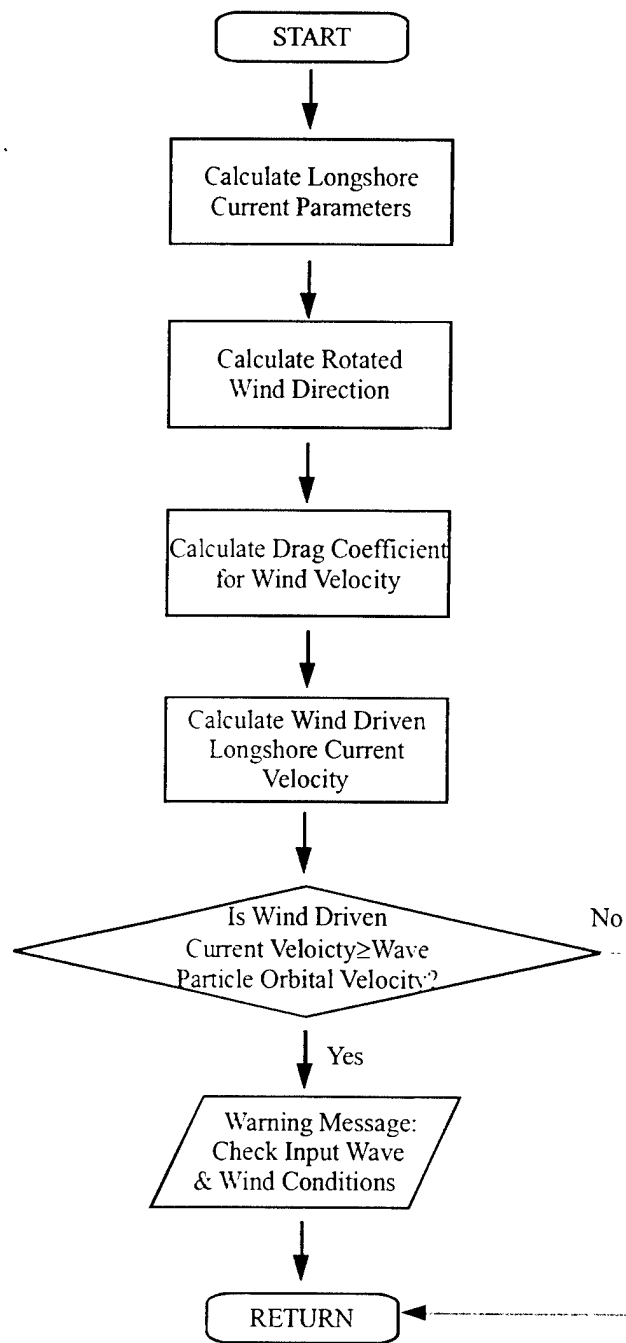 START
Calculate Longshore
Current Parameters
Calculate Rotated
Wind Direction
Calculate Drag Coefficient
for Wind Velocity
Calculate Wind Driven
Longshore Current
Velocity
Is Wind Driven
Current Veloicty≥Wave
Particle Orbital Velocity?
No
Yes
Warning Message:
Check Input Wave
& Wind Conditions
RETURN